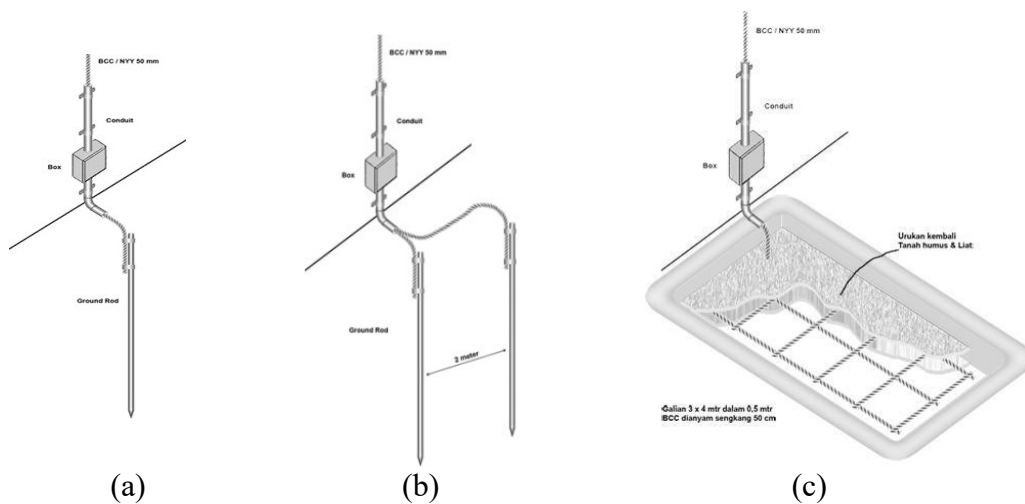 BCC / NYY 50 mm
Conduit
Box
Ground Rod
(a)
BCC / NYY 50 mm
Conduit
Box
Ground Rod
2 meter
(b)
BCC / NYY 50 mm
Conduit
Box
Urukan kembali
Tanah humus & Liat
Galian 3 x 4 mtr dalam 0,5 mtr
BCC dianyam sengkang 50 cm
(c)